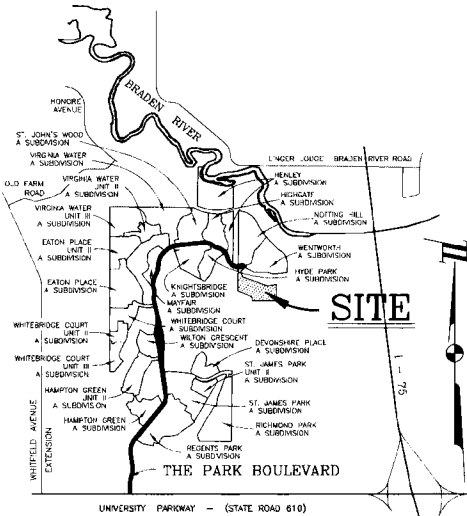 BRADEN RIVER
HONORE
AVENUE
ST. JOHN'S WOOD
A SUBDIVISION
VIRGINIA WATER
A SUBDIVISION
OLD FARM
ROAD
VIRGINIA WATER
UNIT II
A SUBDIVISION
VIRGINIA WATER
UNIT III
A SUBDIVISION
EATON PLACE
UNIT II
A SUBDIVISION
EATON PLACE
A SUBDIVISION
WHITEBRIDGE COURT
UNIT II
A SUBDIVISION
WHITEBRIDGE COURT
UNIT III
A SUBDIVISION
HAMPTON GREEN
UNIT II
A SUBDIVISION
HAMPTON GREEN
A SUBDIVISION
WHITFIELD AVENUE
EXTENSION
LINGER LODGE BRADEN RIVER ROAD
HENLEY
A SUBDIVISION
HIGHGATE
A SUBDIVISION
NOTTING HILL
A SUBDIVISION
WENTWORTH
A SUBDIVISION
HYDE PARK
A SUBDIVISION
SITE
KNIGHTSBRIDGE
A SUBDIVISION
MAYFAIR
A SUBDIVISION
WHITEBRIDGE COURT
A SUBDIVISION
WILTON CRESCENT
A SUBDIVISION
DEVONSHIRE PLACE
A SUBDIVISION
ST. JAMES PARK
UNIT II
A SUBDIVISION
ST. JAMES PARK
A SUBDIVISION
RICHMOND PARK
A SUBDIVISION
REGENTS PARK
A SUBDIVISION
I - 75
THE PARK BOULEVARD
UNIVERSITY PARKWAY - (STATE ROAD 610)